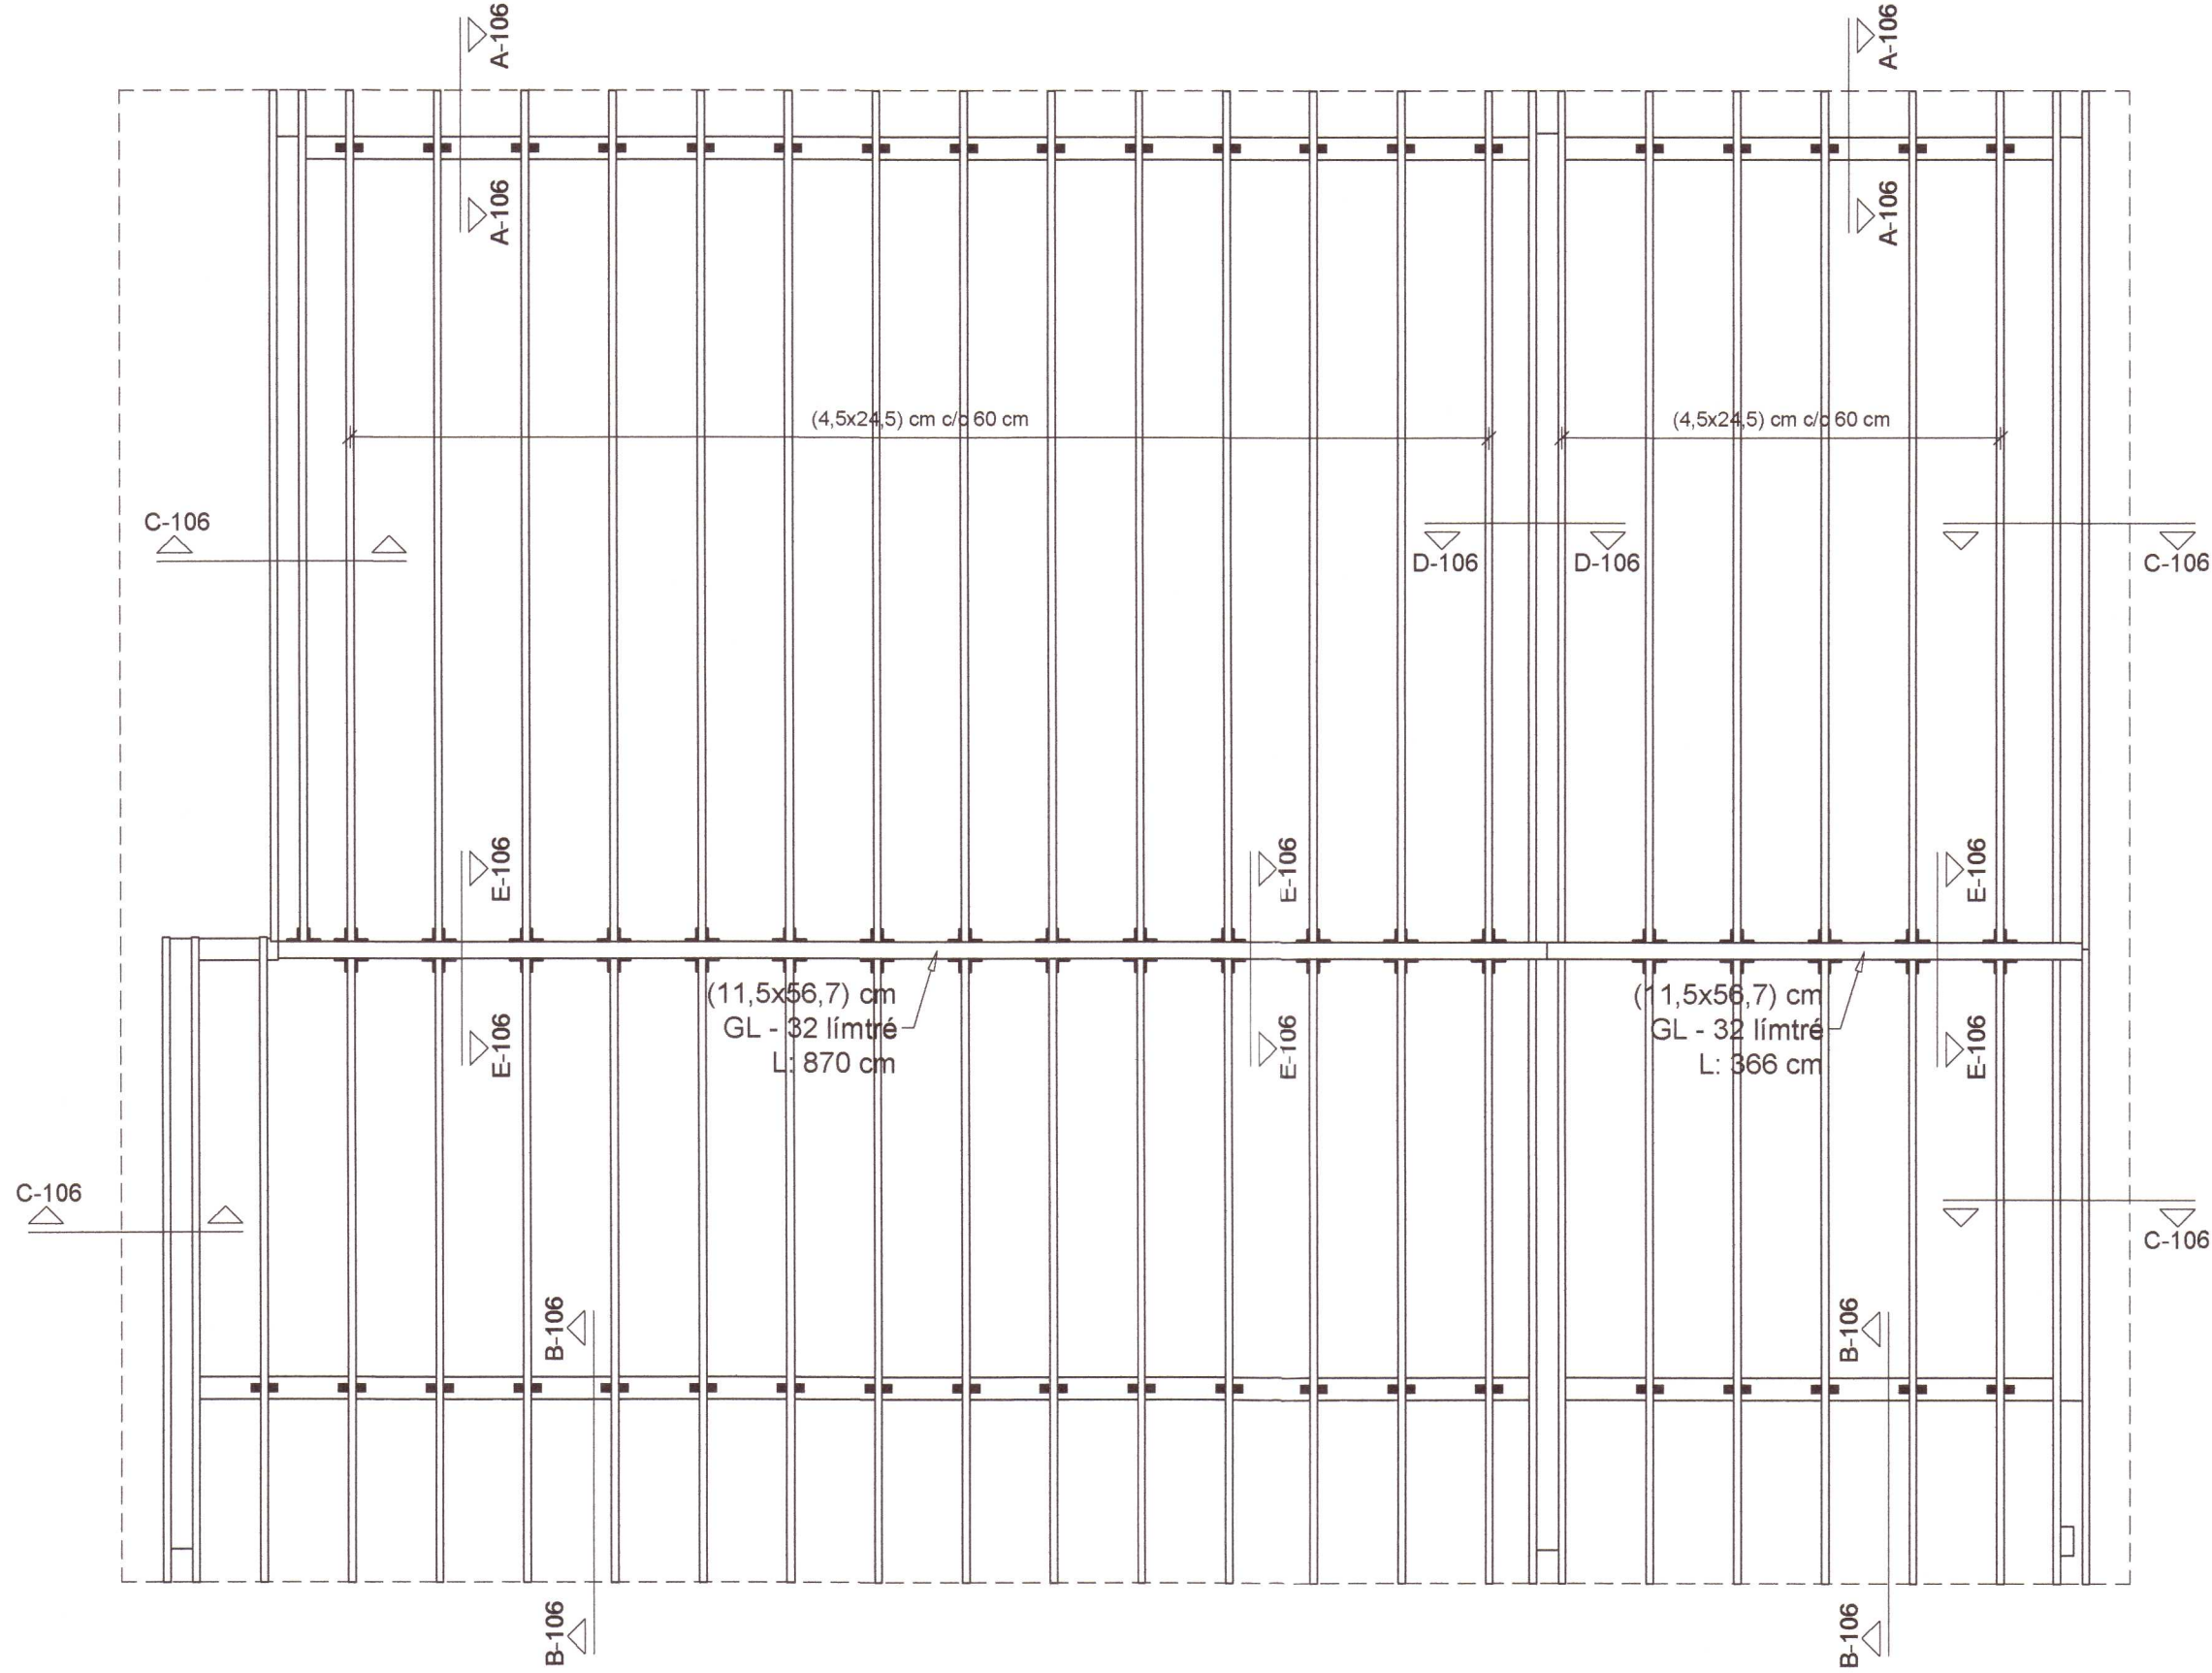 A-106
A-106
A-106
A-106
(4,5x24,5) cm c/c 60 cm
(4,5x24,5) cm c/c 60 cm
C-106
D-106
D-106
C-106
E-106
E-106
E-106
(11,5x56,7) cm
GL - 32 límtré
L: 870 cm
(11,5x56,7) cm
GL - 32 límtré
L: 366 cm
E-106
E-106
E-106
C-106
C-106
B-106
B-106
B-106
B-106